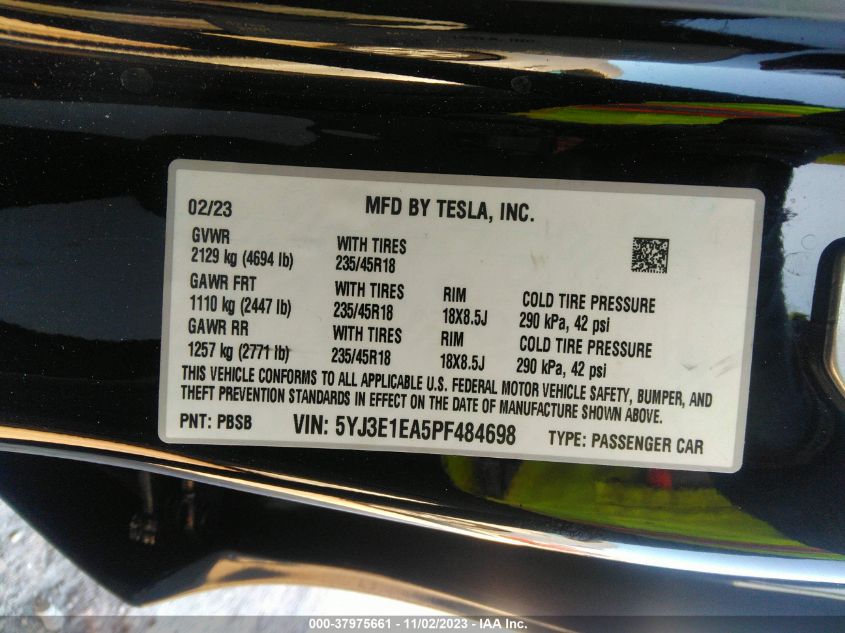 02/23 MFD BY TESLA, INC.
GVWR WITH TIRES
2129 kg (4694 lb) 235/45R18
GAWR FRT WITH TIRES RIM COLD TIRE PRESSURE
1110 kg (2447 lb) 235/45R18 18X8.5J 290 kPa, 42 psi
GAWR RR WITH TIRES RIM COLD TIRE PRESSURE
1257 kg (2771 lb) 235/45R18 18X8.5J 290 kPa, 42 psi
THIS VEHICLE CONFORMS TO ALL APPLICABLE U.S. FEDERAL MOTOR VEHICLE SAFETY, BUMPER, AND
THEFT PREVENTION STANDARDS IN EFFECT ON THE DATE OF MANUFACTURE SHOWN ABOVE.
PNT: PBSB VIN: 5YJ3E1EA5PF484698 TYPE: PASSENGER CAR
000-37975661 - 11/02/2023 - IAA Inc.